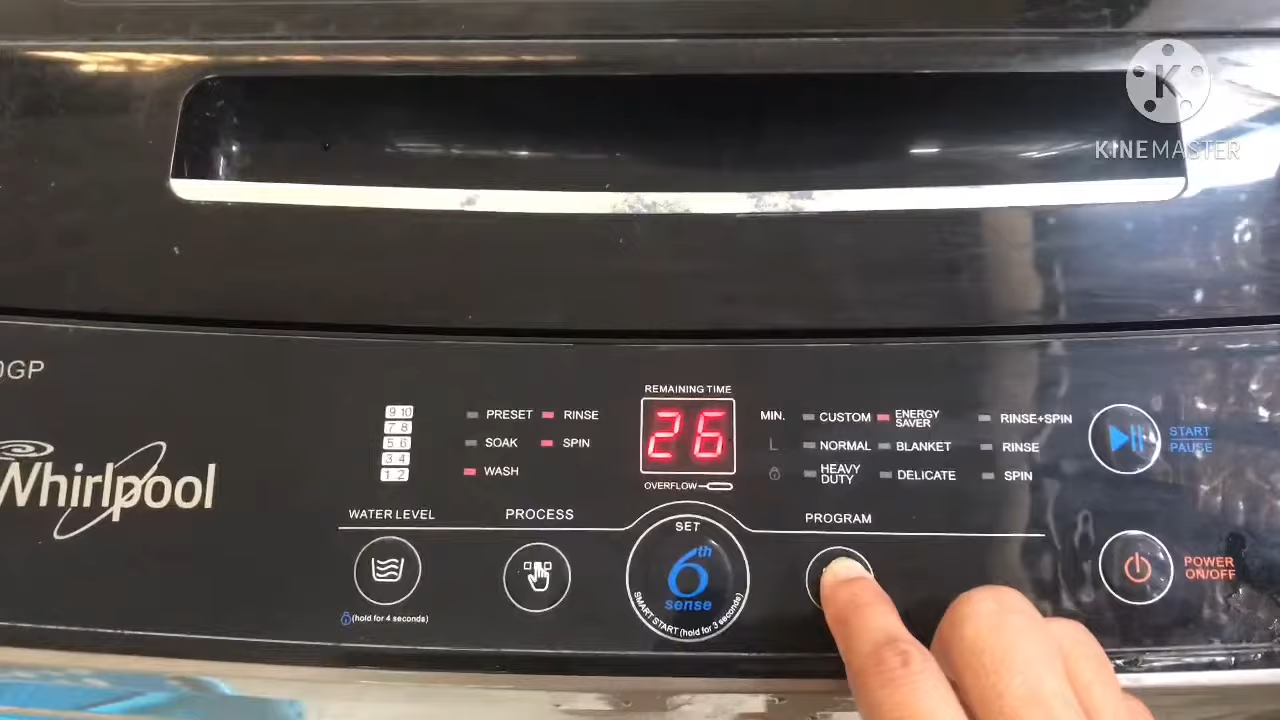 K
KINEMASTER
0GP
Whirlpool
9 10
7 8
5 6
3 4
1 2
WATER LEVEL
(hold for 4 seconds)
PRESET
RINSE
SOAK
SPIN
WASH
PROCESS
REMAINING TIME
26
OVERFLOW
SET
6th
sense
SMART START (hold for 3 seconds)
MIN.
L
CUSTOM
ENERGY
SAVER
RINSE+SPIN
NORMAL
BLANKET
RINSE
HEAVY
DUTY
DELICATE
SPIN
PROGRAM
START
PAUSE
POWER
ON/OFF